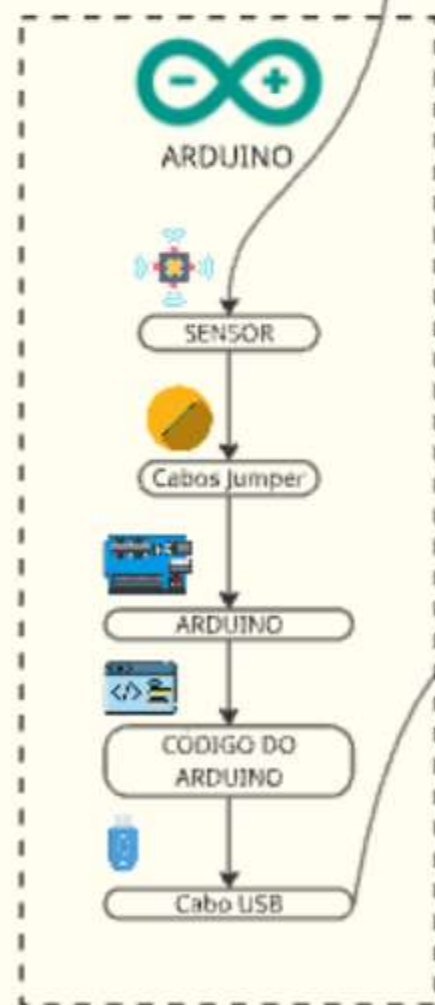 ARDUINO
SENSOR
Cabos Jumper
ARDUINO
CODIGO DO
ARDUINO
Cabo USB